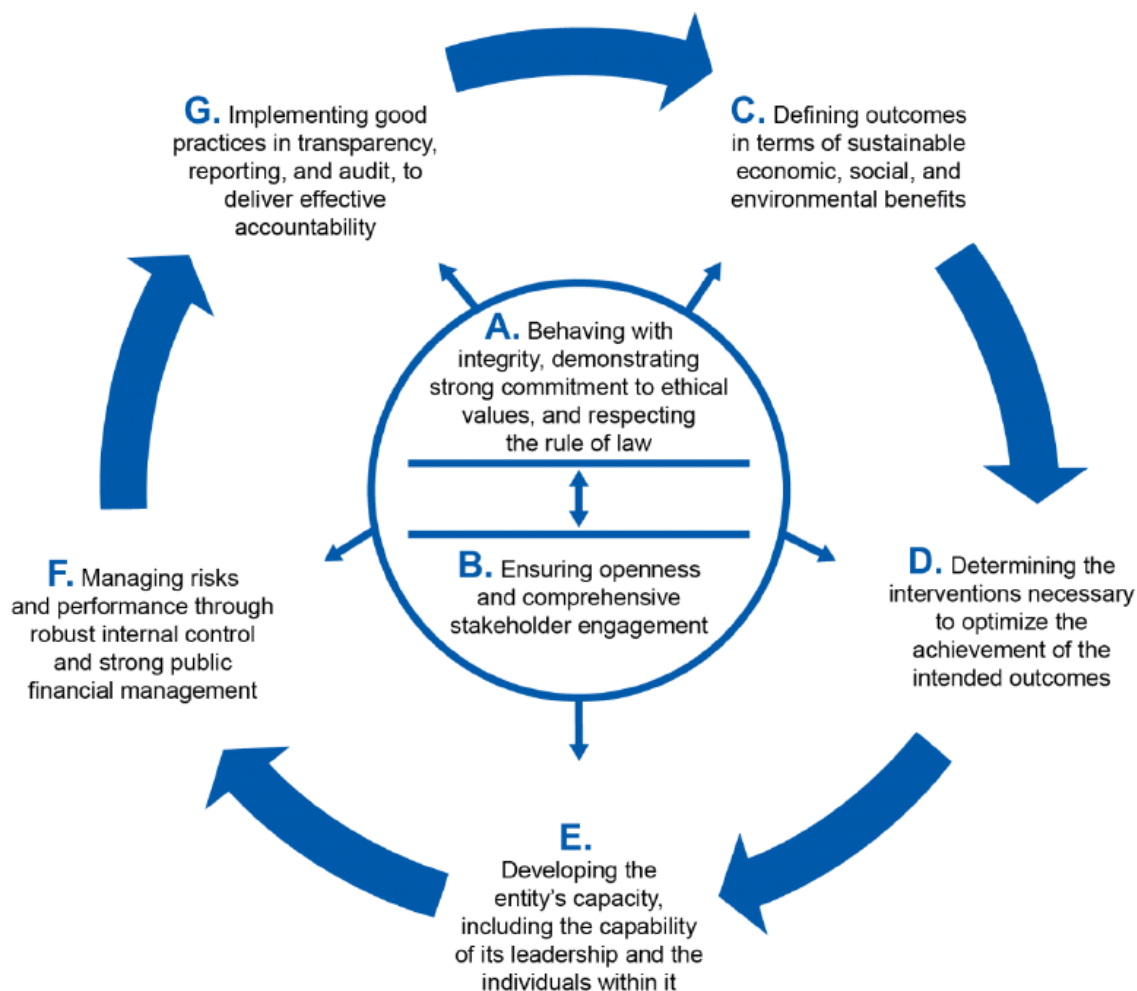 G. Implementing good
practices in transparency,
reporting, and audit, to
deliver effective
accountability
C. Defining outcomes
in terms of sustainable
economic, social, and
environmental benefits
A. Behaving with
integrity, demonstrating
strong commitment to ethical
values, and respecting
the rule of law
B. Ensuring openness
and comprehensive
stakeholder engagement
F. Managing risks
and performance through
robust internal control
and strong public
financial management
D. Determining the
interventions necessary
to optimize the
achievement of the
intended outcomes
E.
Developing the
entity's capacity,
including the capability
of its leadership and the
individuals within it